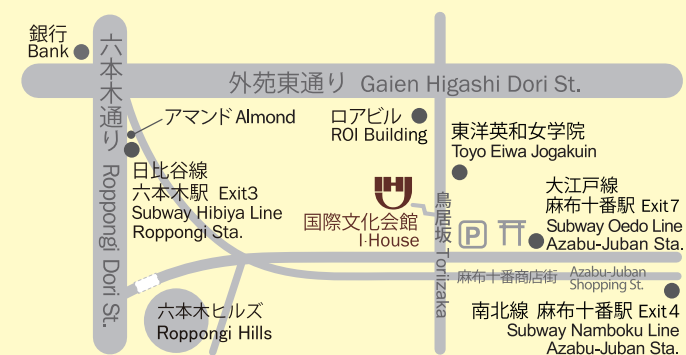 銀行
Bank
六本木通り Roppongi Dori St.
外苑東通り Gaien Higashi Dori St.
アマンド Almond
ロアビル
ROI Building
東洋英和女学院
Toyo Eiwa Jogakuin
日比谷線
六本木駅 Exit3
Subway Hibiya Line
Roppongi Sta.
IHJ
国際文化会館
I-House
鳥居坂 Toriizaka
P
大江戸線
麻布十番駅 Exit7
Subway Oedo Line
Azabu-Juban Sta.
麻布十番商店街
Azabu-Juban
Shopping St.
六本木ヒルズ
Roppongi Hills
南北線 麻布十番駅 Exit4
Subway Namboku Line
Azabu-Juban Sta.